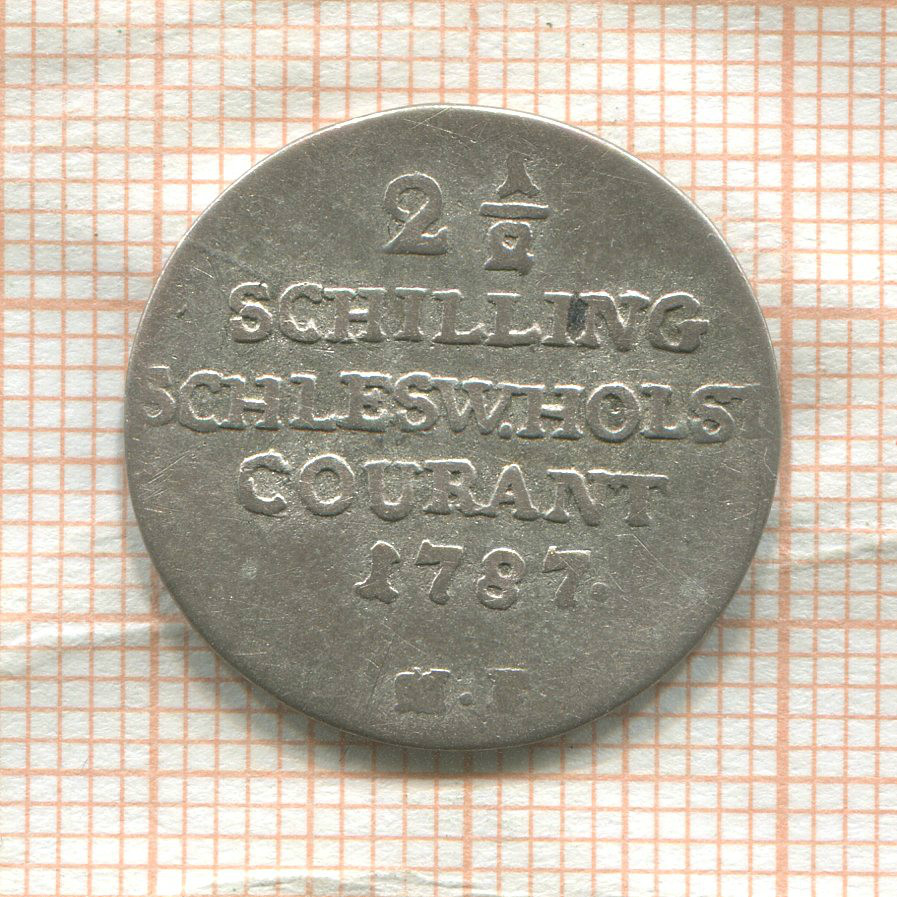 2 1/2
SCHILLING
SCHLESW.HOLST
COURANT
1787.
M.F